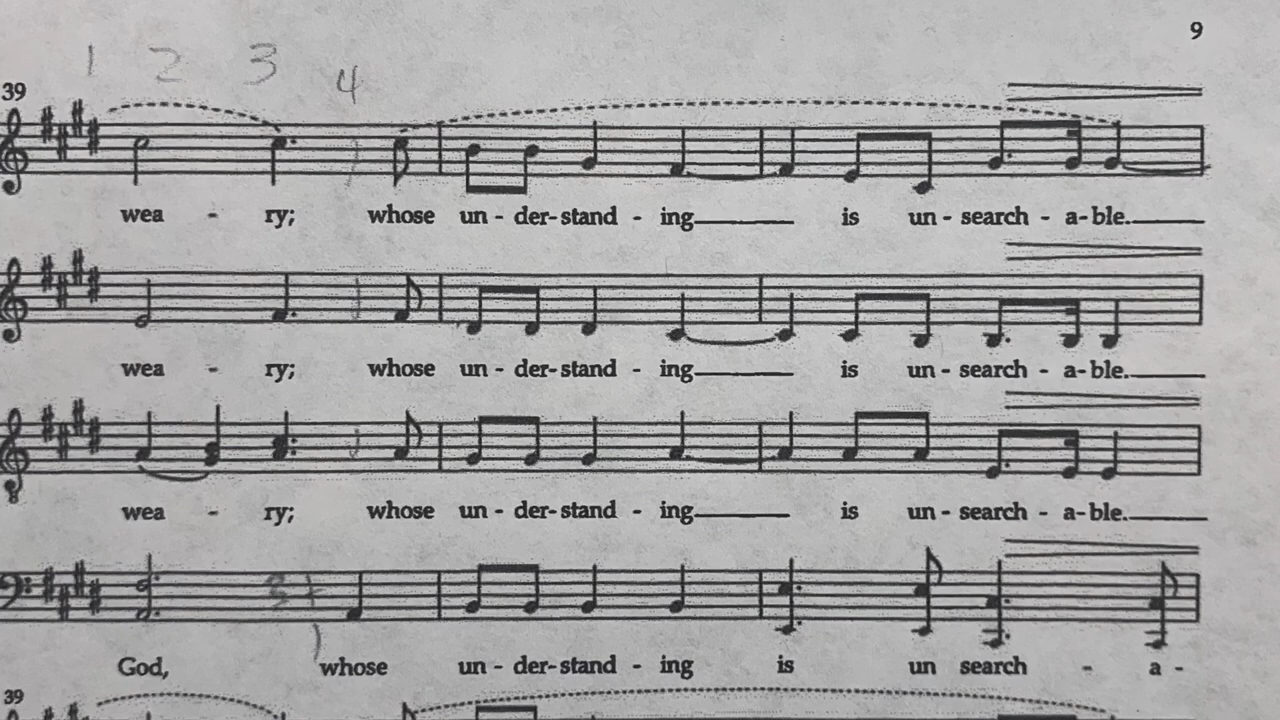 9
1 2 3 4
39
wea - ry; whose un - der-stand - ing is un - search - a-ble.
wea - ry; whose un - der-stand - ing is un - search - a-ble.
8
wea - ry; whose un - der-stand - ing is un - search - a-ble.
God, whose un - der-stand - ing is un search - a -
39